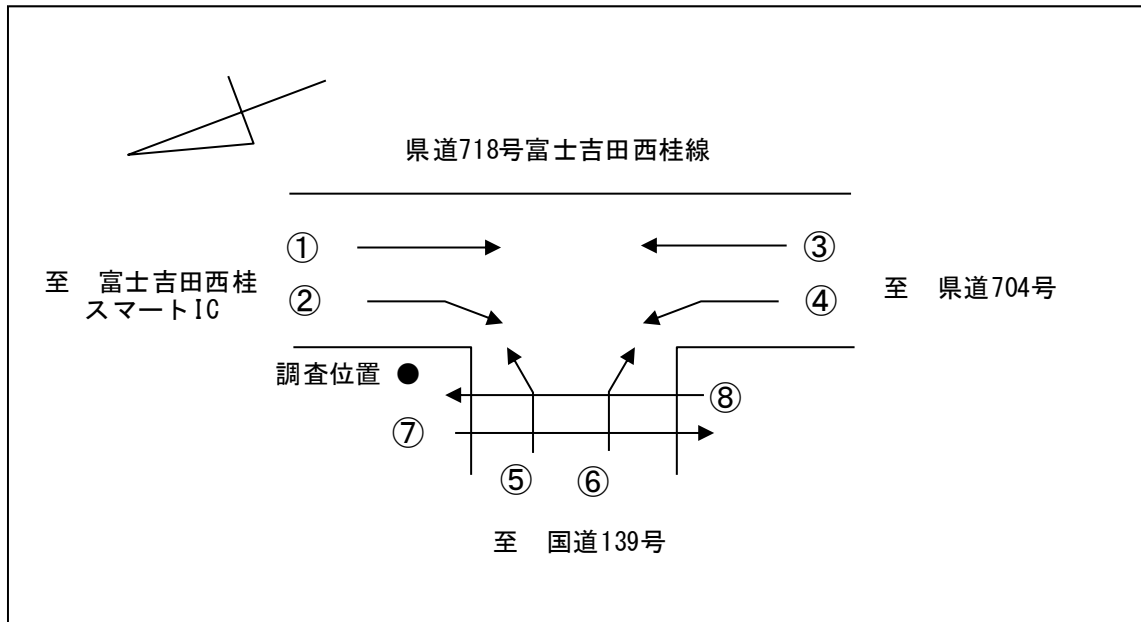 県道718号富士吉田西桂線
① ③
至 富士吉田西桂
スマートIC
② ④
至 県道704号
調査位置 ●
⑧
⑦
⑤ ⑥
至 国道139号